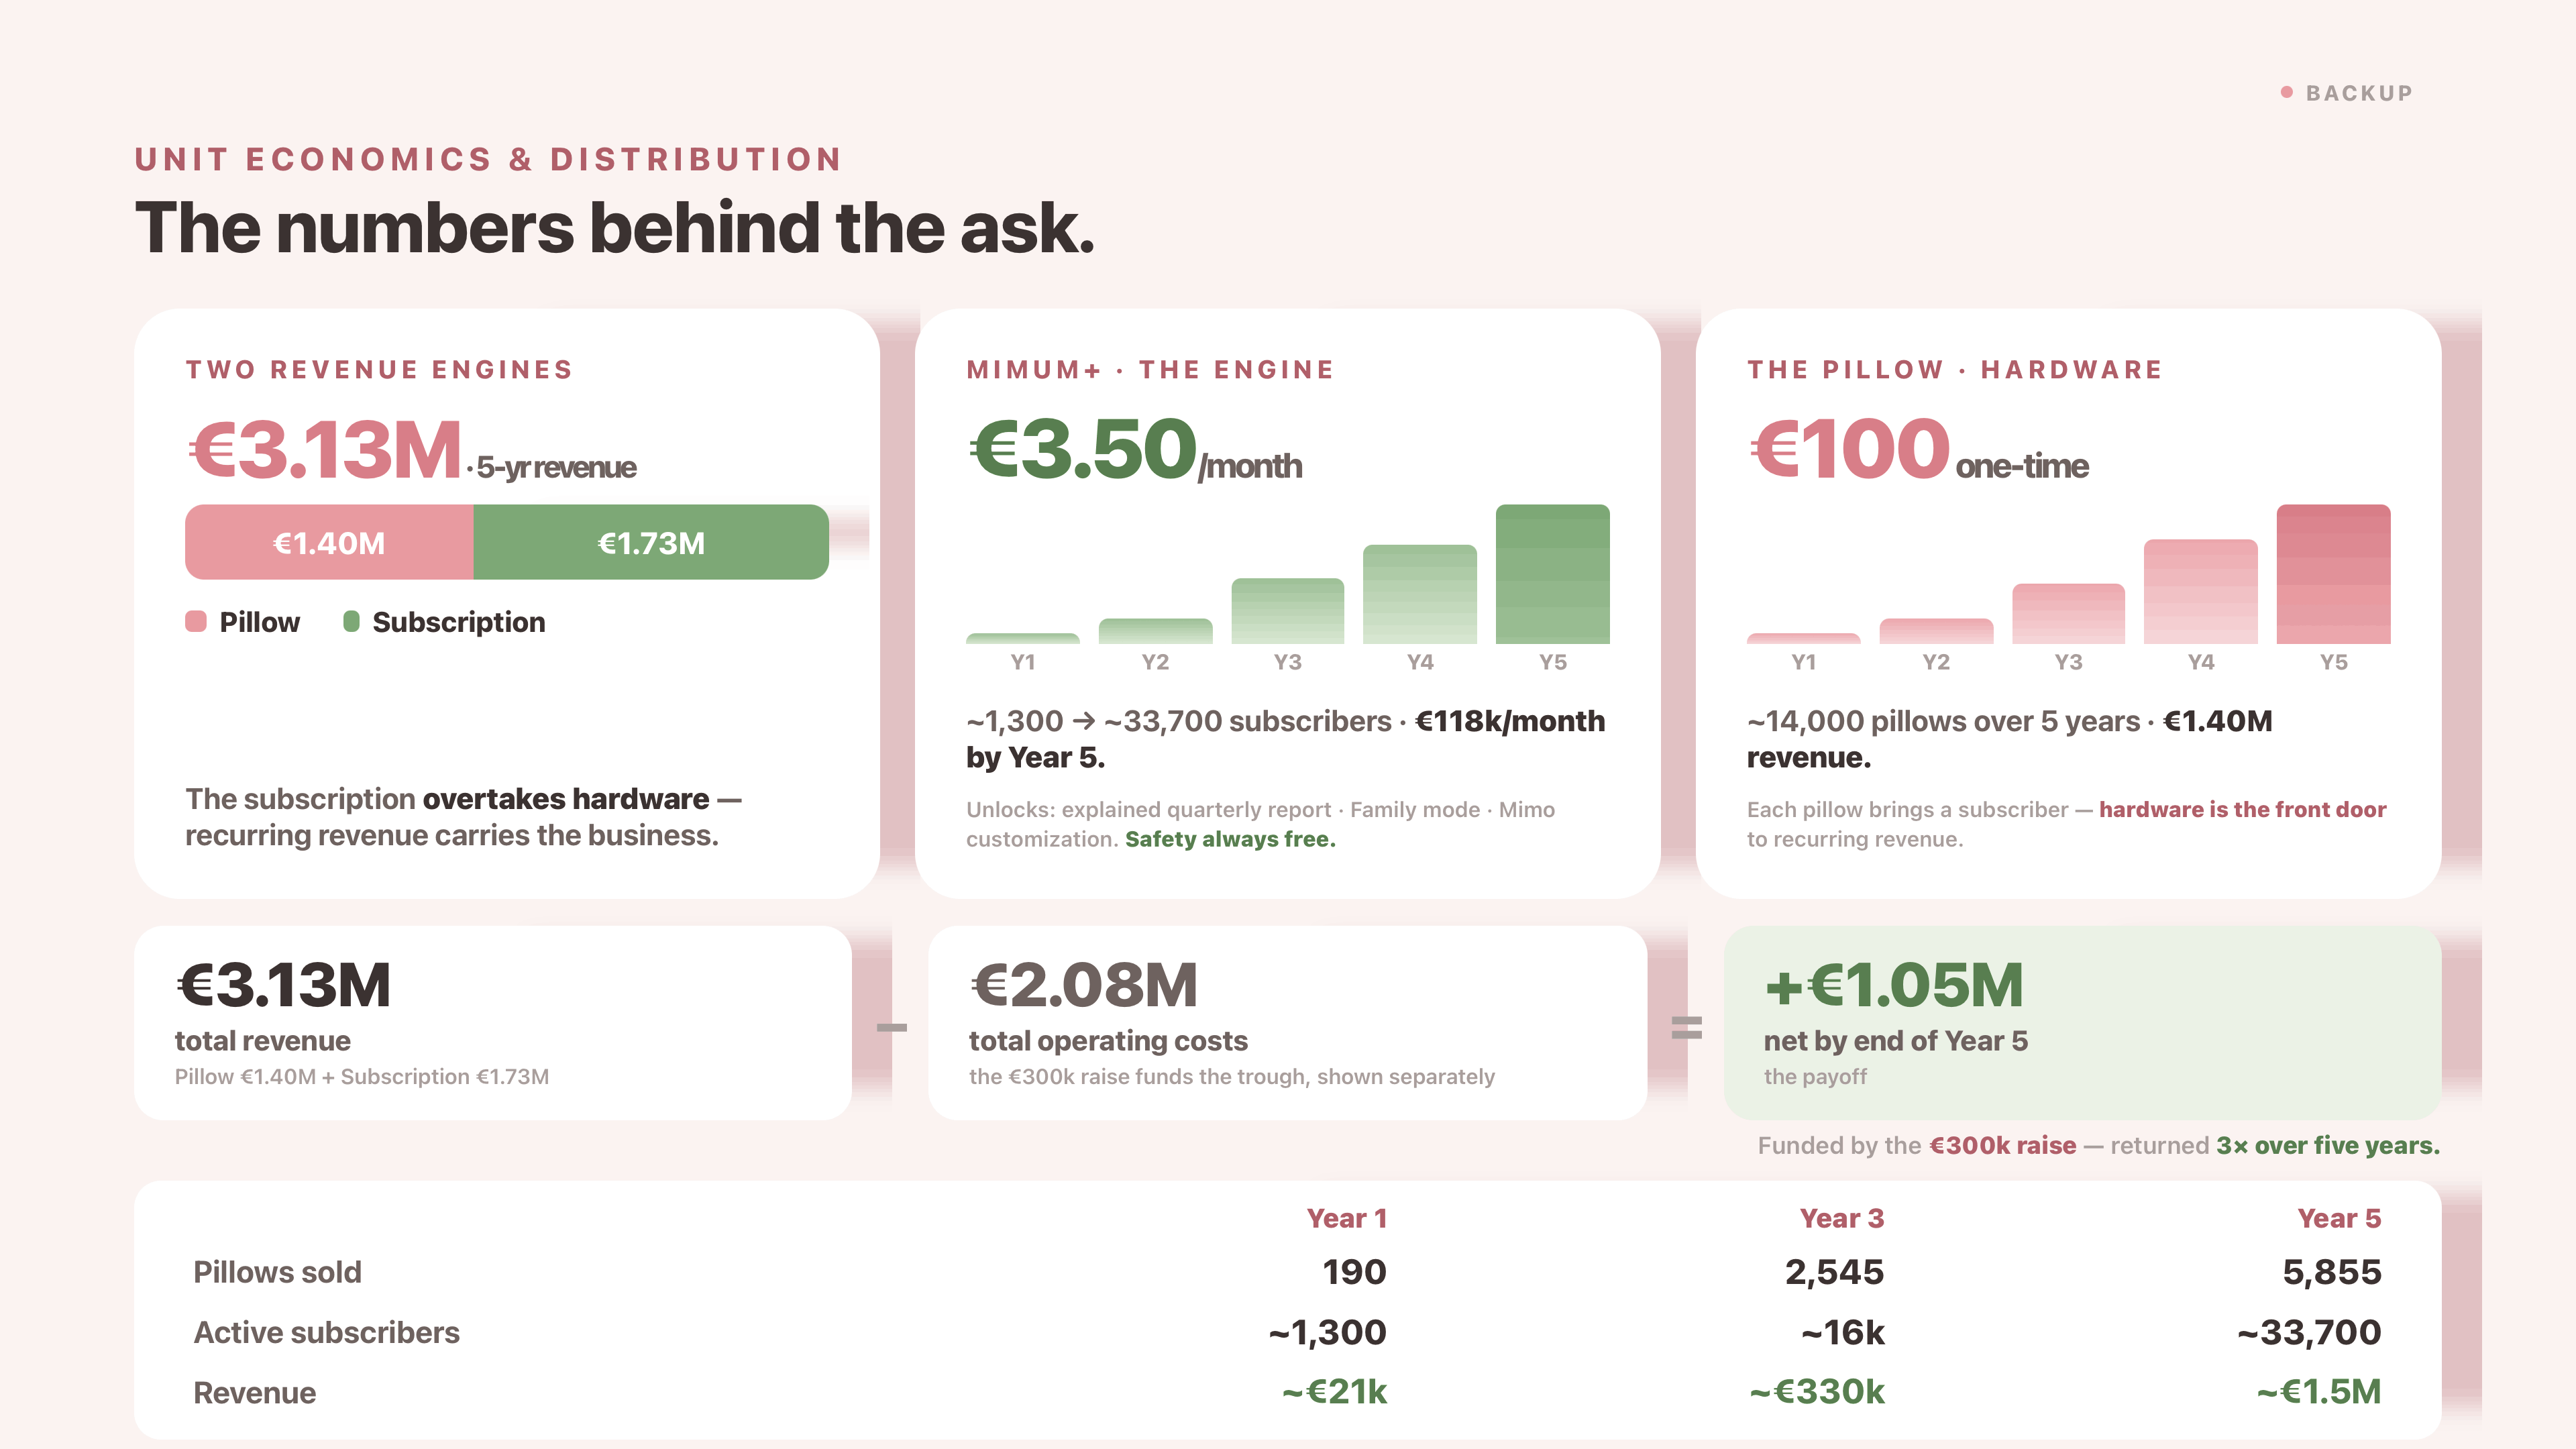 BACKUP
UNIT ECONOMICS & DISTRIBUTION
The numbers behind the ask.
TWO REVENUE ENGINES
€3.13M · 5-yr revenue
€1.40M €1.73M
Pillow Subscription
The subscription overtakes hardware —
recurring revenue carries the business.
MIMUM+ · THE ENGINE
€3.50/month
Y1 Y2 Y3 Y4 Y5
~1,300 → ~33,700 subscribers · €118k/month
by Year 5.
Unlocks: explained quarterly report · Family mode · Mimo
customization. Safety always free.
THE PILLOW · HARDWARE
€100 one-time
Y1 Y2 Y3 Y4 Y5
~14,000 pillows over 5 years · €1.40M
revenue.
Each pillow brings a subscriber — hardware is the front door
to recurring revenue.
€3.13M
total revenue
Pillow €1.40M + Subscription €1.73M
–
€2.08M
total operating costs
the €300k raise funds the trough, shown separately
=
+€1.05M
net by end of Year 5
the payoff
Funded by the €300k raise — returned 3× over five years.
Year 1 Year 3 Year 5
Pillows sold 190 2,545 5,855
Active subscribers ~1,300 ~16k ~33,700
Revenue ~€21k ~€330k ~€1.5M